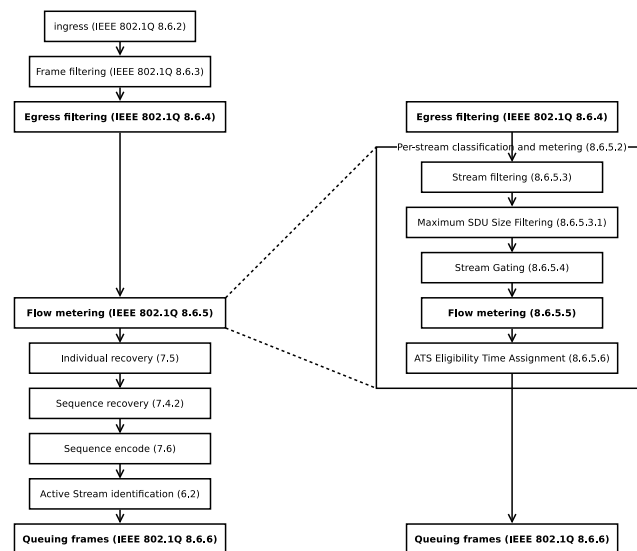 ingress (IEEE 802.1Q 8.6.2)
Frame filtering (IEEE 802.1Q 8.6.3)
Egress filtering (IEEE 802.1Q 8.6.4)
Flow metering (IEEE 802.1Q 8.6.5)
Individual recovery (7.5)
Sequence recovery (7.4.2)
Sequence encode (7.6)
Active Stream identification (6.2)
Queuing frames (IEEE 802.1Q 8.6.6)
Egress filtering (IEEE 802.1Q 8.6.4)
Per-stream classification and metering (8.6.5.2)
Stream filtering (8.6.5.3)
Maximum SDU Size Filtering (8.6.5.3.1)
Stream Gating (8.6.5.4)
Flow metering (8.6.5.5)
ATS Eligibility Time Assignment (8.6.5.6)
Queuing frames (IEEE 802.1Q 8.6.6)